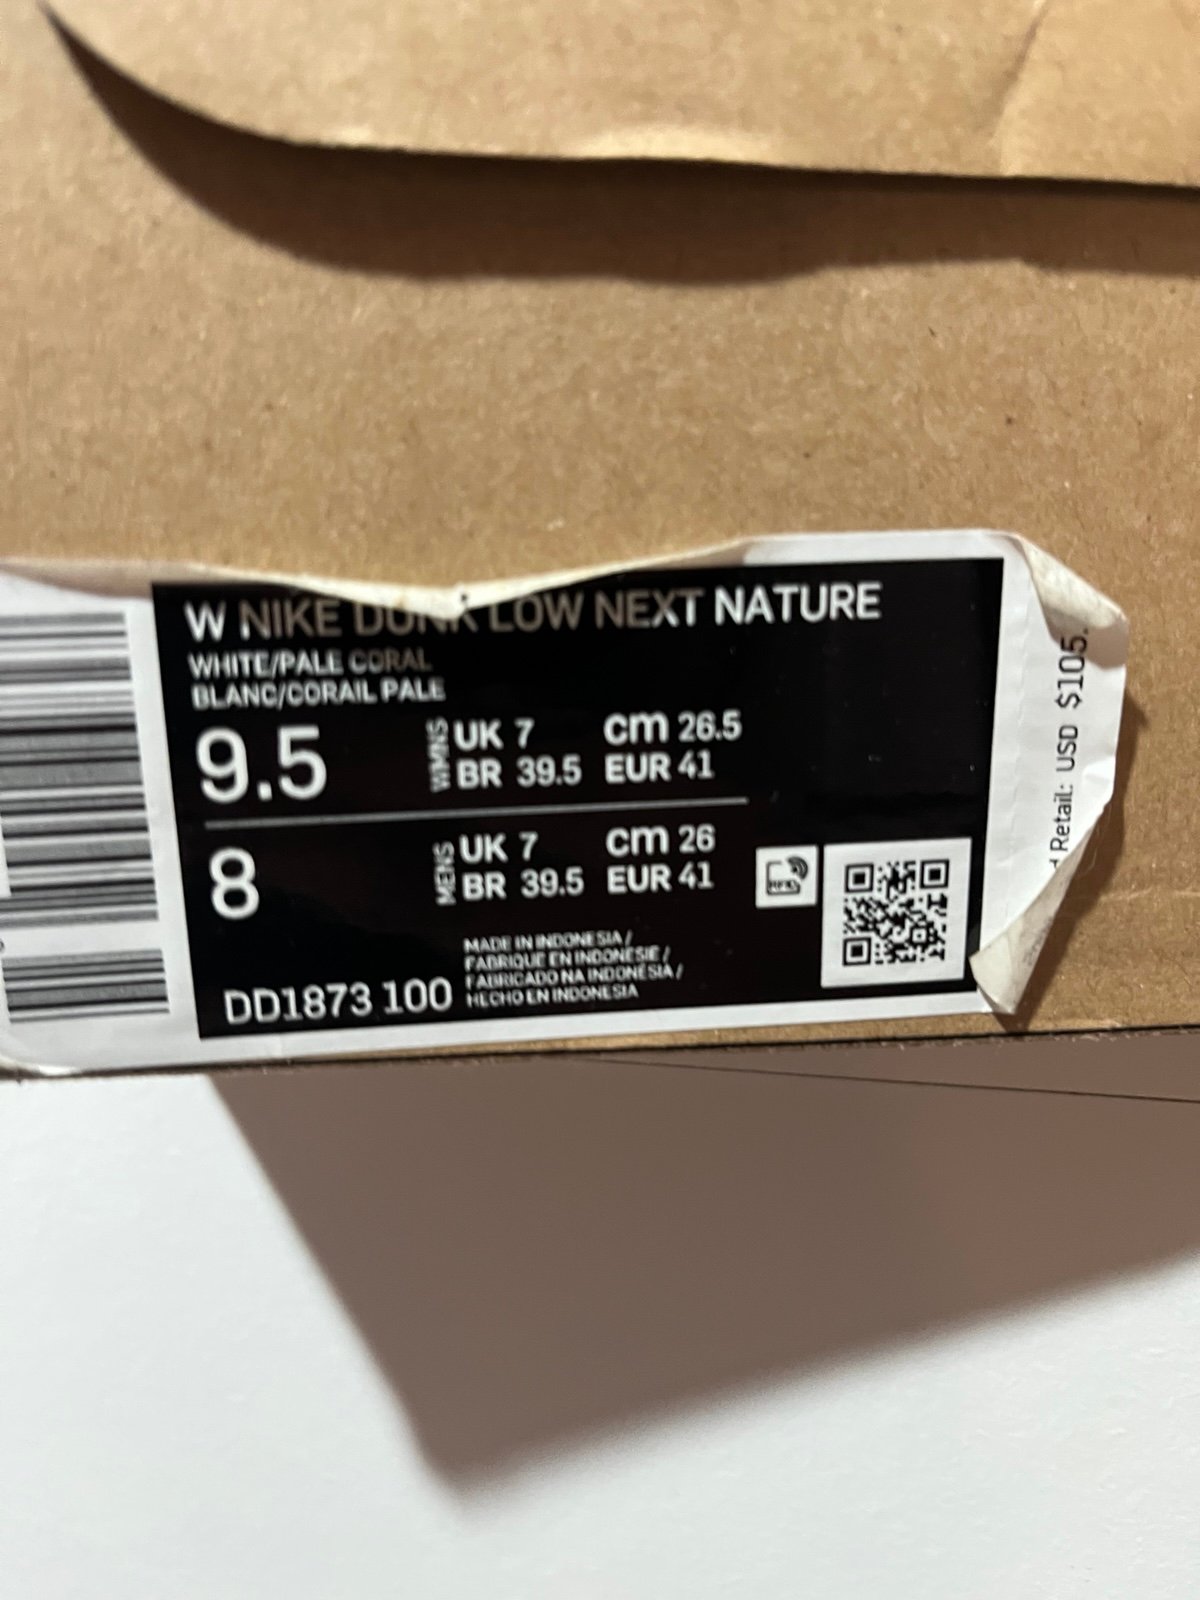 W NIKE DUNK LOW NEXT NATURE
WHITE/PALE CORAL
BLANC/CORAIL PALE
9.5 WMNS UK 7 cm 26.5
BR 39.5 EUR 41
8 MENS UK 7 cm 26
BR 39.5 EUR 41
MADE IN INDONESIA /
FABRIQUE EN INDONESIE /
FABRICADO NA INDONÉSIA /
HECHO EN INDONESIA
DD1873 100
RFID
Retail: USD $105.